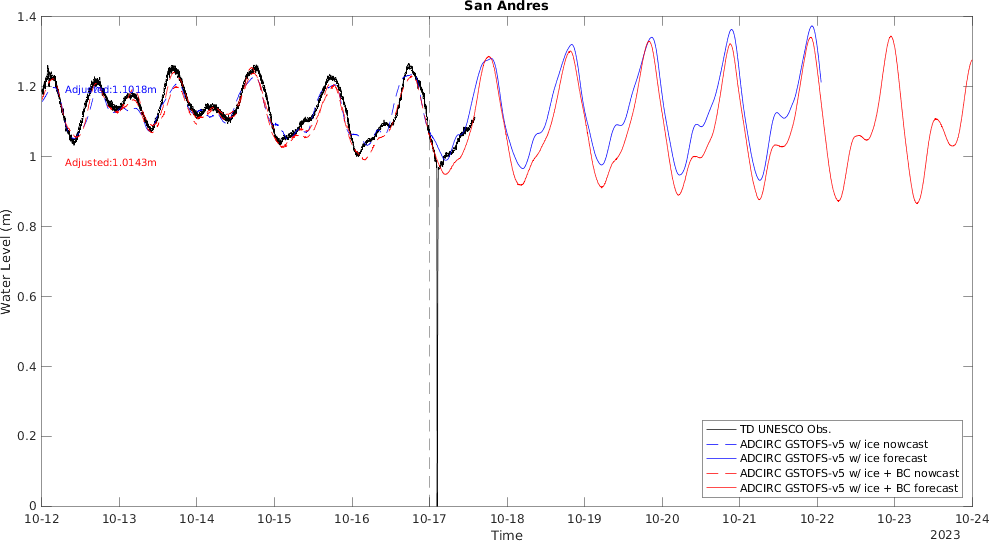 San Andres
1.4
1.2
1
0.8
0.6
0.4
0.2
0
Water Level (m)
Adjusted:1.1018m
Adjusted:1.0143m
TD UNESCO Obs.
ADCIRC GSTOFS-v5 w/ ice nowcast
ADCIRC GSTOFS-v5 w/ ice forecast
ADCIRC GSTOFS-v5 w/ ice + BC nowcast
ADCIRC GSTOFS-v5 w/ ice + BC forecast
10-12 10-13 10-14 10-15 10-16 10-17 10-18 10-19 10-20 10-21 10-22 10-23 10-24
Time
2023